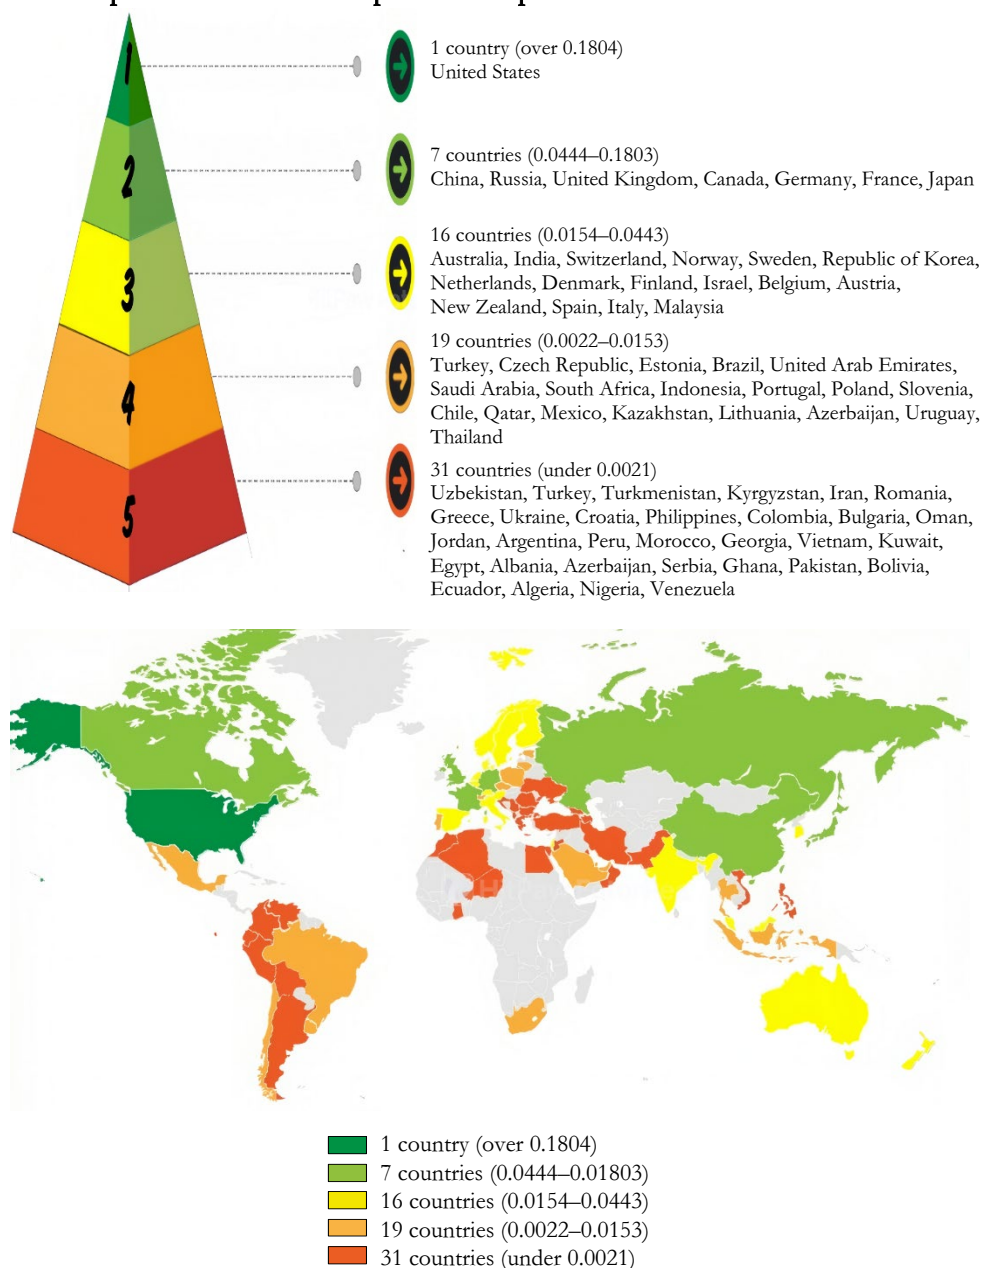 1
1 country (over 0.1804)
United States
2
7 countries (0.0444–0.1803)
China, Russia, United Kingdom, Canada, Germany, France, Japan
3
16 countries (0.0154–0.0443)
Australia, India, Switzerland, Norway, Sweden, Republic of Korea,
Netherlands, Denmark, Finland, Israel, Belgium, Austria,
New Zealand, Spain, Italy, Malaysia
4
19 countries (0.0022–0.0153)
Turkey, Czech Republic, Estonia, Brazil, United Arab Emirates,
Saudi Arabia, South Africa, Indonesia, Portugal, Poland, Slovenia,
Chile, Qatar, Mexico, Kazakhstan, Lithuania, Azerbaijan, Uruguay,
Thailand
5
31 countries (under 0.0021)
Uzbekistan, Turkey, Turkmenistan, Kyrgyzstan, Iran, Romania,
Greece, Ukraine, Croatia, Philippines, Colombia, Bulgaria, Oman,
Jordan, Argentina, Peru, Morocco, Georgia, Vietnam, Kuwait,
Egypt, Albania, Azerbaijan, Serbia, Ghana, Pakistan, Bolivia,
Ecuador, Algeria, Nigeria, Venezuela
1 country (over 0.1804)
7 countries (0.0444–0.01803)
16 countries (0.0154–0.0443)
19 countries (0.0022–0.0153)
31 countries (under 0.0021)